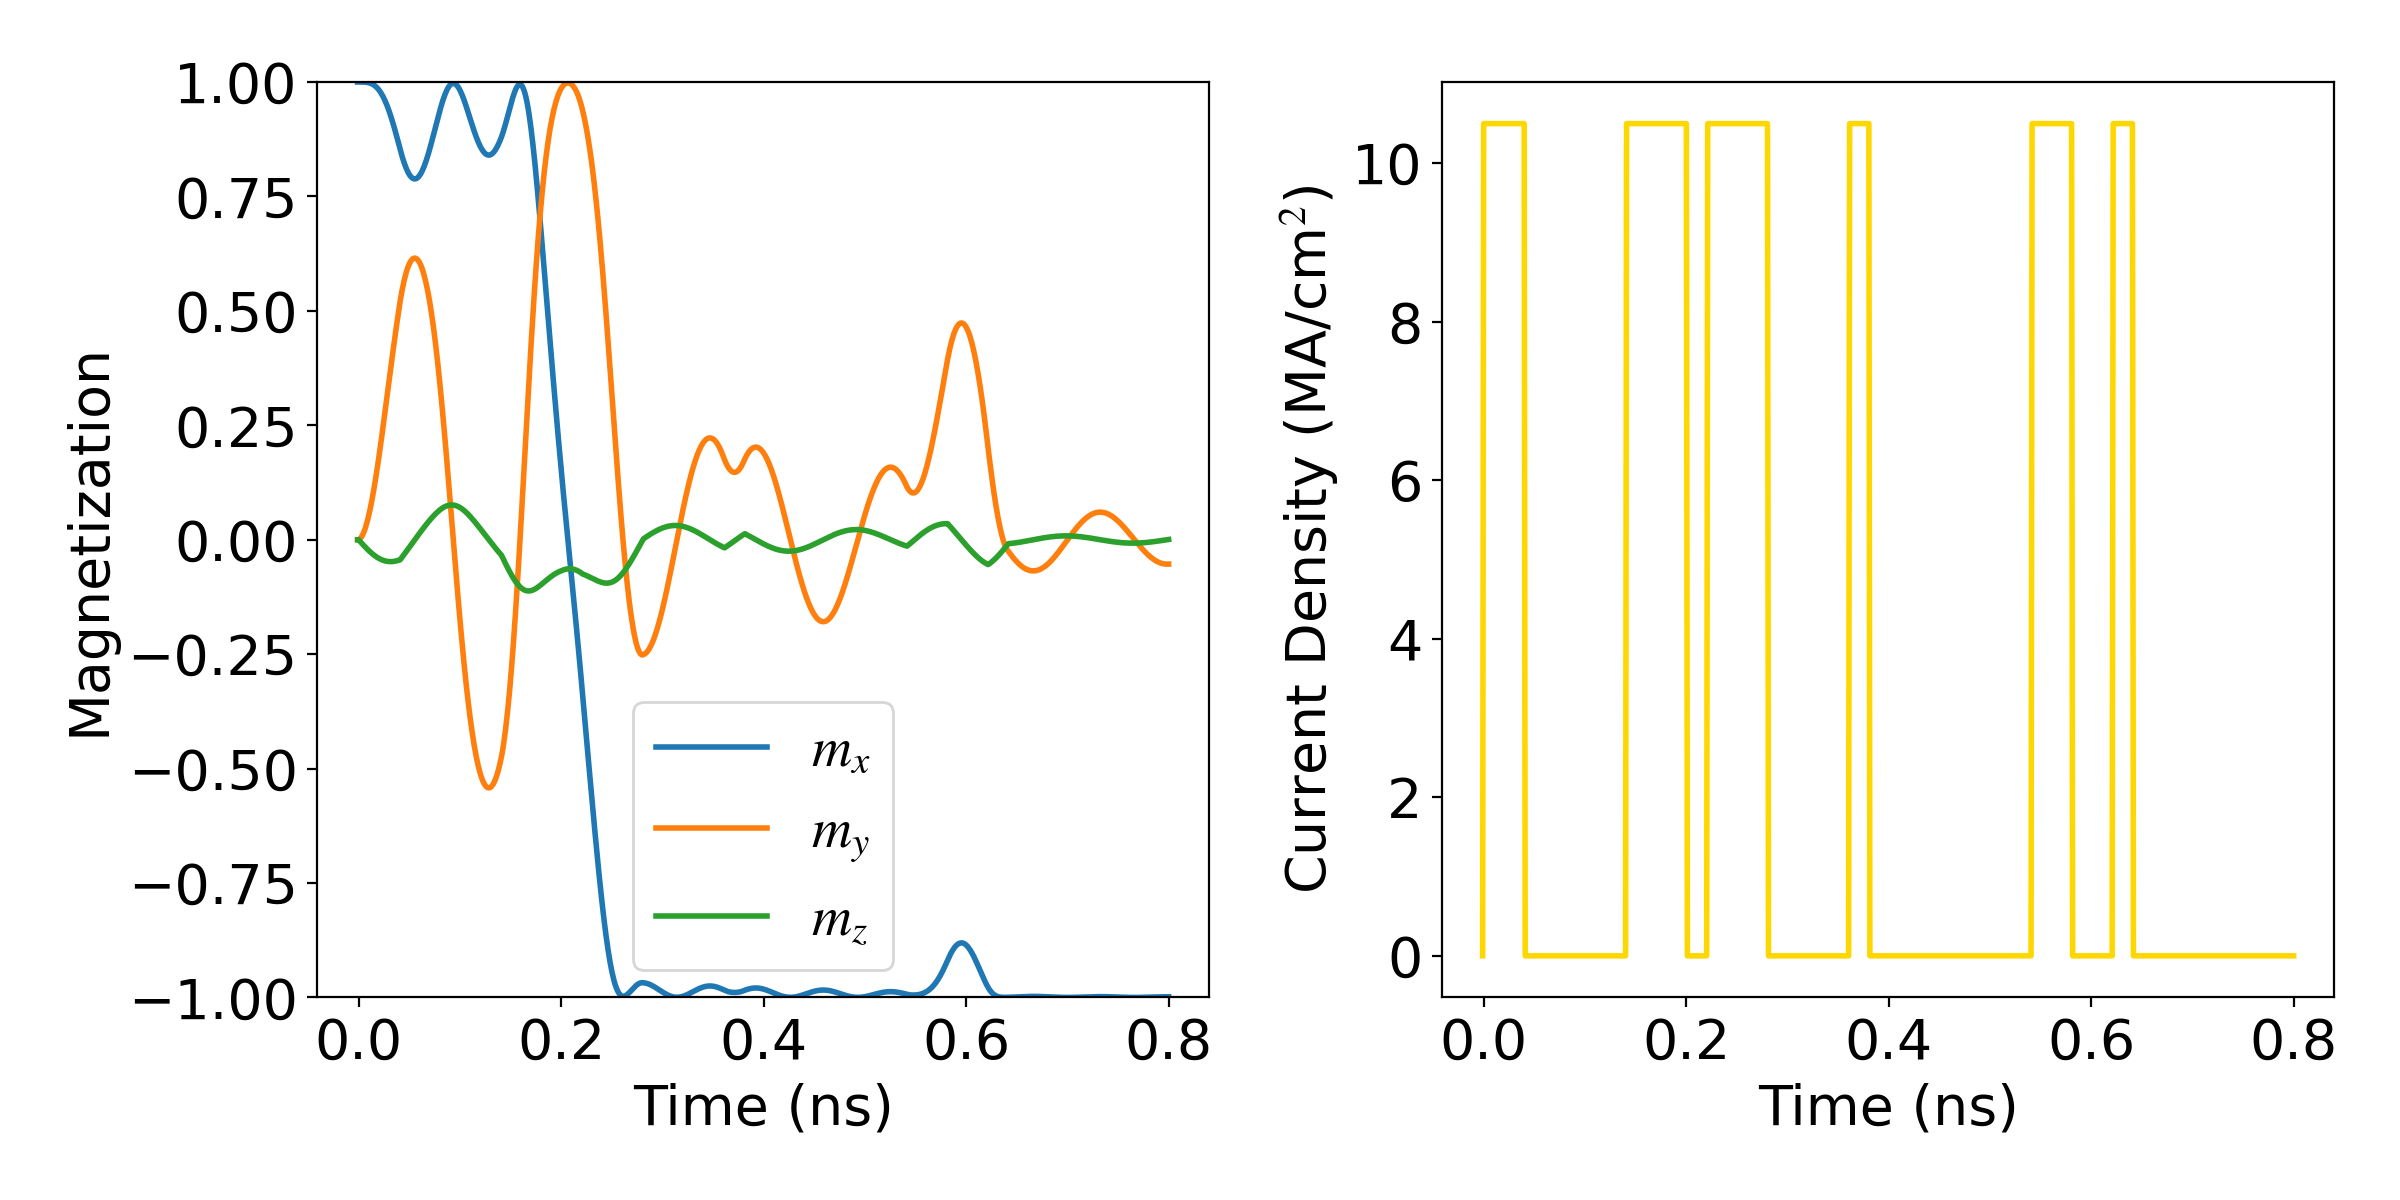 1.00
0.75
0.50
0.25
0.00
−0.25
−0.50
−0.75
−1.00
Magnetization
0.0 0.2 0.4 0.6 0.8
Time (ns)
m_x
m_y
m_z
10
8
6
4
2
0
Current Density (MA/cm²)
0.0 0.2 0.4 0.6 0.8
Time (ns)